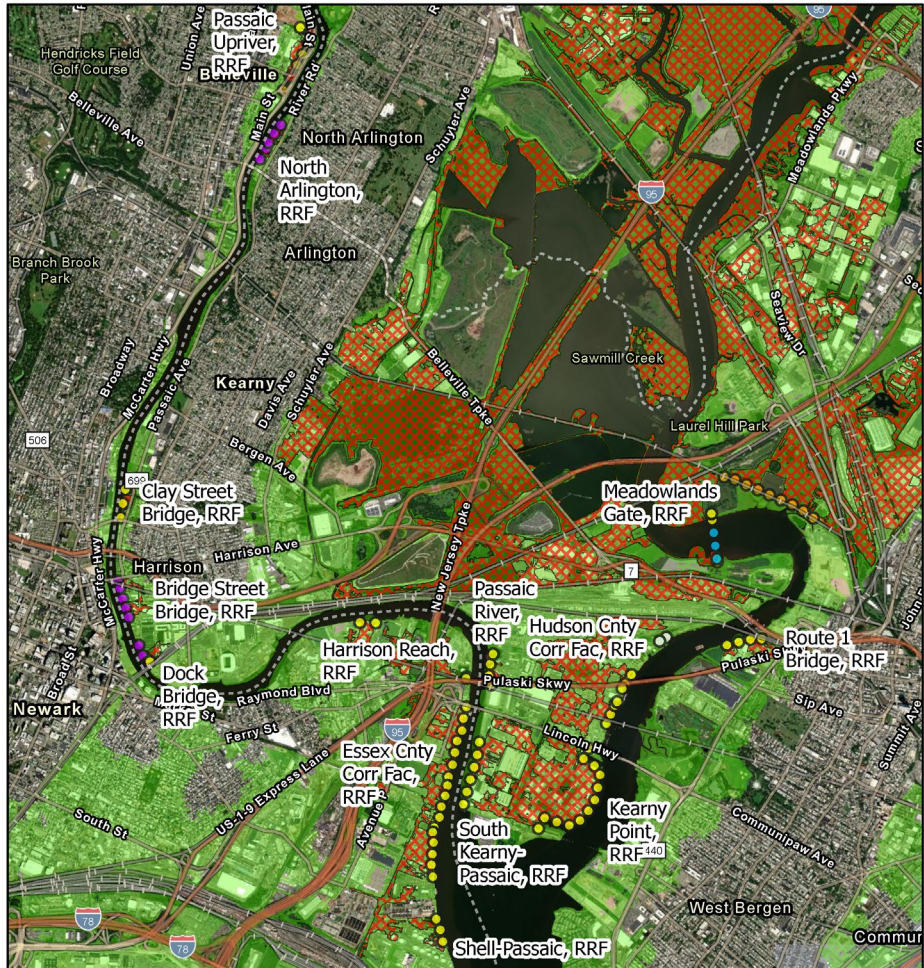 Passaic
Upriver,
RRF
Union Ave
Hendricks Field
Golf Course
Belleville
Main St
River Rd
Main St
Belleville Ave
North Arlington
North
Arlington,
RRF
Schuyler Ave
95
Meadowlands Pkwy
95
Arlington
Branch Brook
Park
Broadway
McCarter Hwy
Passaic Ave
Kearny
Davis Ave
Schuyler Ave
Belleville Tpke
Sawmill Creek
Seaview Dr
Laurel Hill Park
506
Bergen Ave
699
Clay Street
Bridge, RRF
Meadowlands
Gate, RRF
Harrison Ave
New Jersey Tpke
McCarter Hwy
Harrison
Bridge Street
Bridge, RRF
7
Passaic
River,
RRF
Hudson Cnty
Corr Fac, RRF
Harrison Reach,
RRF
Route 1
Bridge, RRF
Pulaski Skwy
Pulaski Skwy
Broad St
Dock
Bridge,
RRF
Raymond Blvd
Newark
Ferry St
Sip Ave
Summit Ave
95
Lincoln Hwy
Essex Cnty
Corr Fac,
RRF
US-1-9 Express Lane
South St
Kearny
Point,
RRF
440
Communipaw Ave
South
Kearny-
Passaic, RRF
West Bergen
78
78
Shell-Passaic, RRF